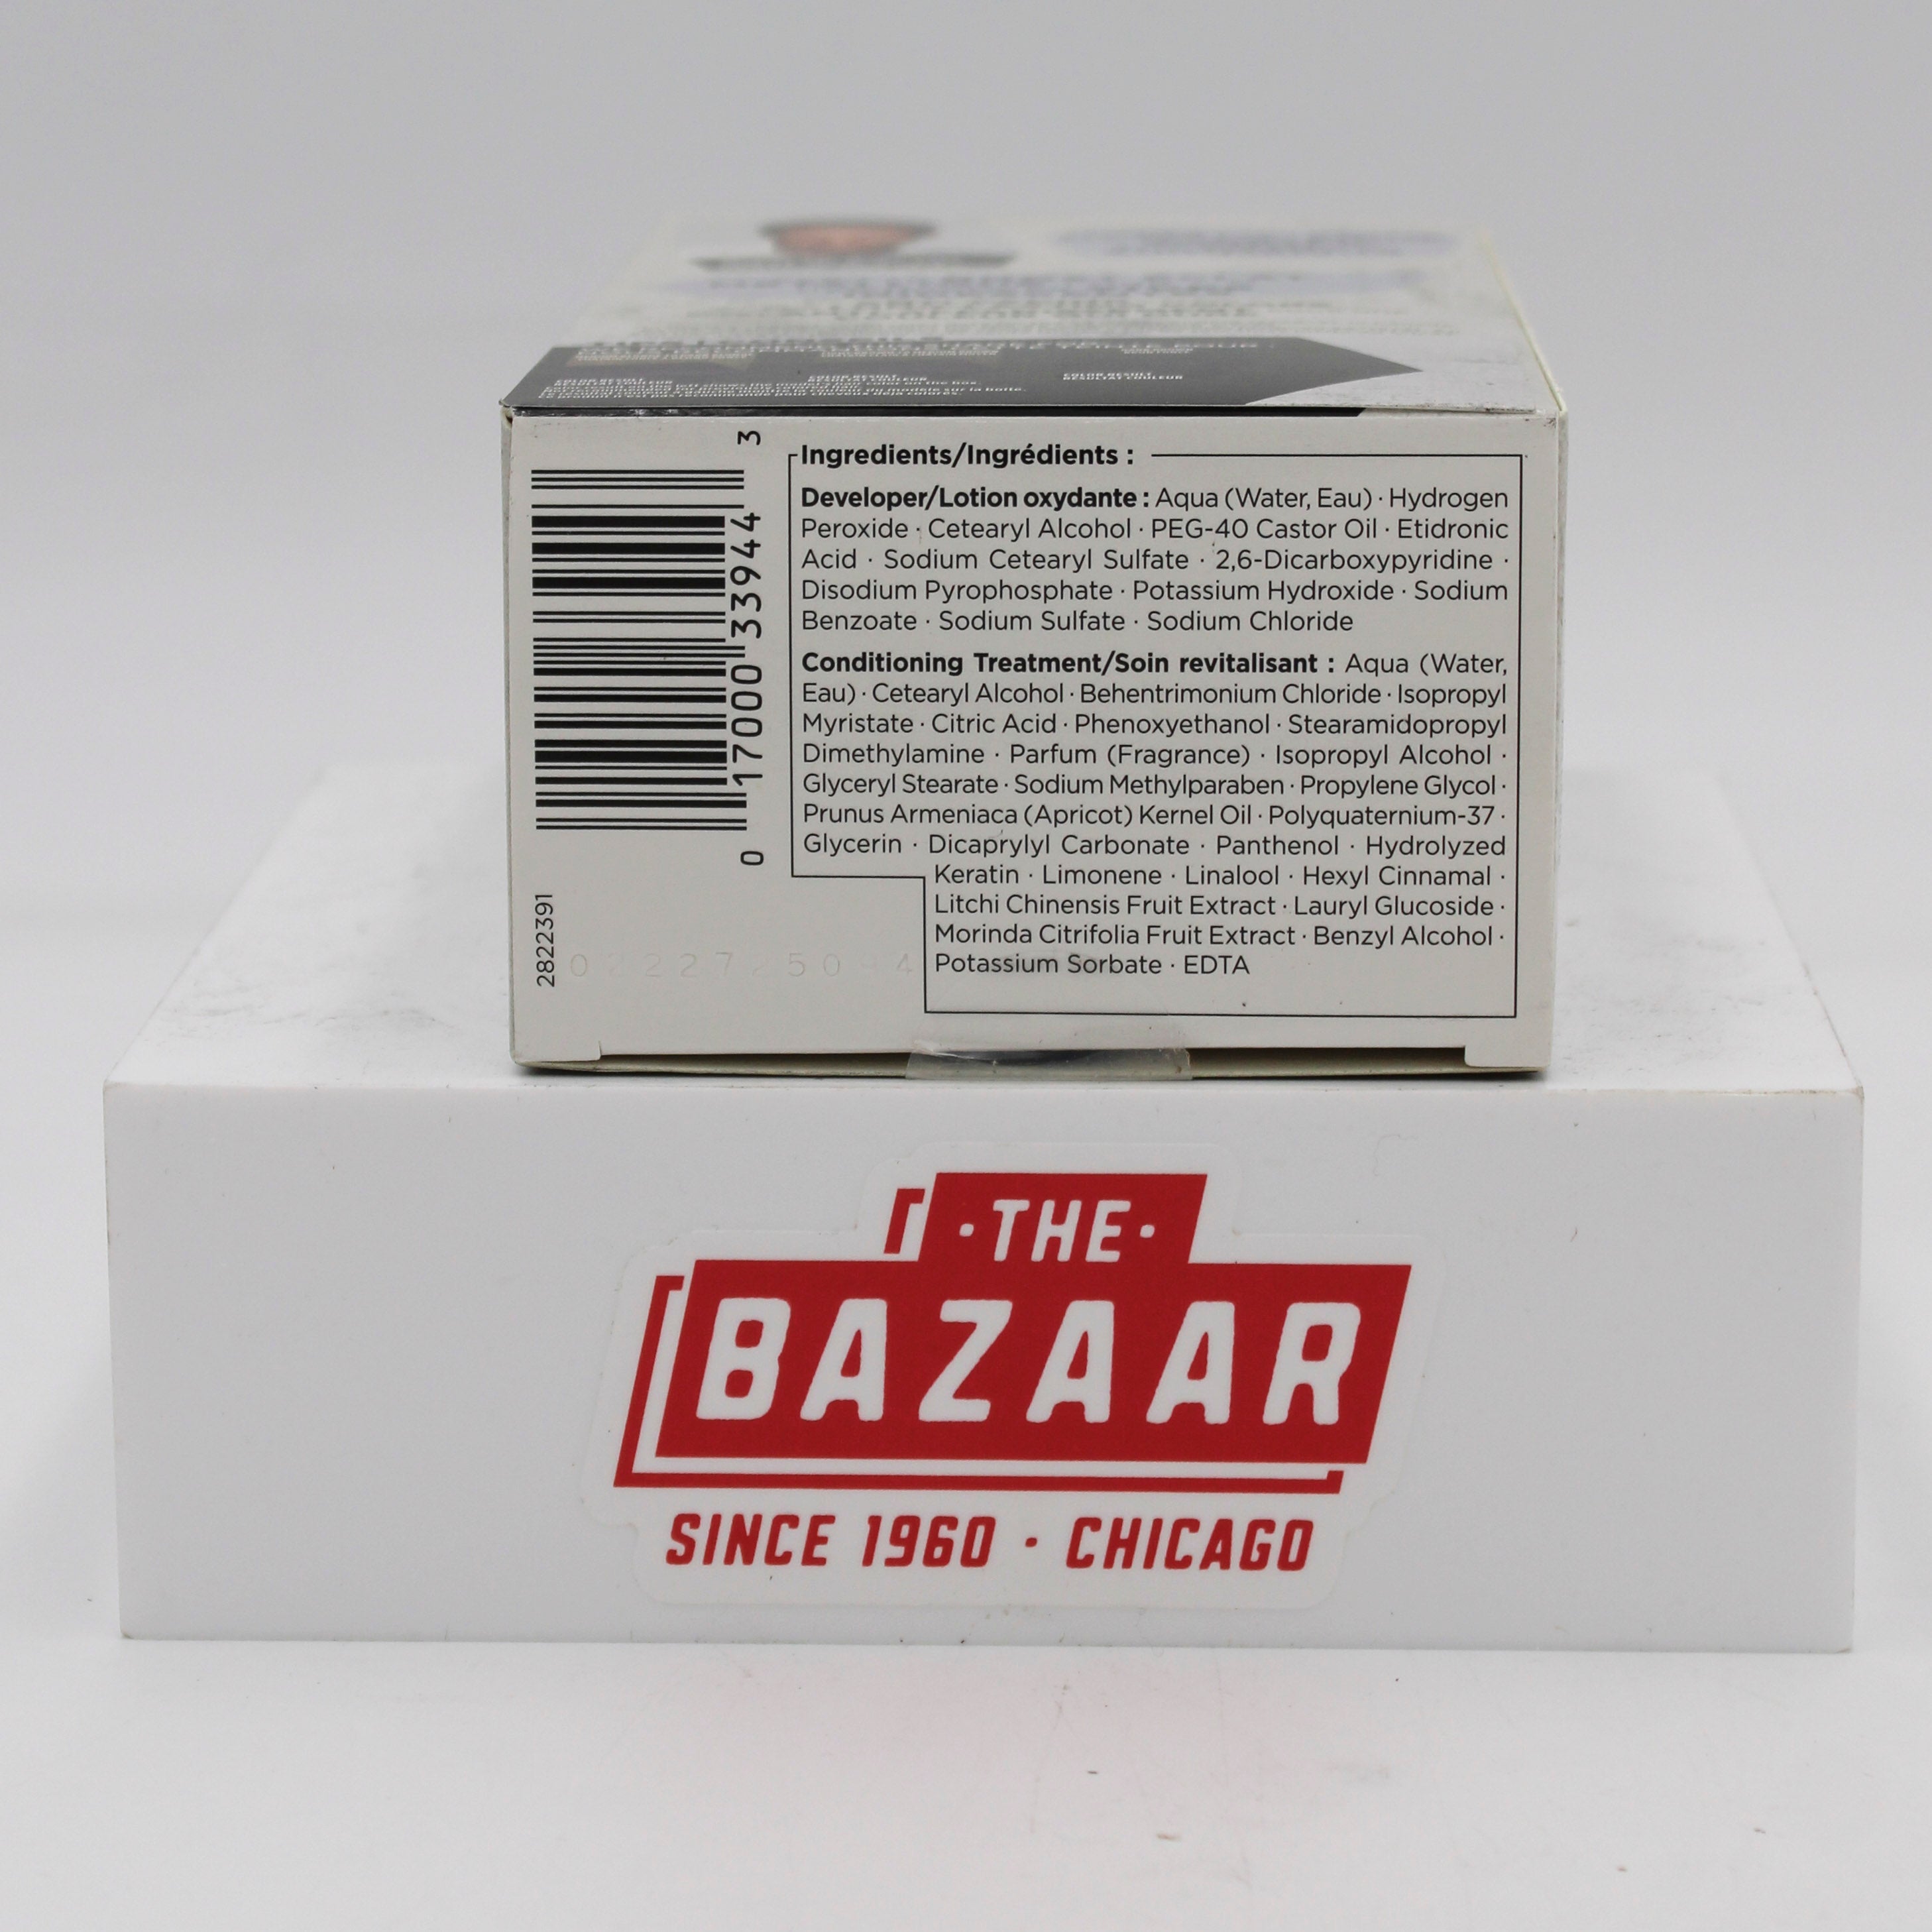 COLOR RESULT
RÉSULTAT COULEUR
Ingredients/Ingrédients :
Developer/Lotion oxydante : Aqua (Water, Eau) · Hydrogen
Peroxide · Cetearyl Alcohol · PEG-40 Castor Oil · Etidronic
Acid · Sodium Cetearyl Sulfate · 2,6-Dicarboxypyridine ·
Disodium Pyrophosphate · Potassium Hydroxide · Sodium
Benzoate · Sodium Sulfate · Sodium Chloride
Conditioning Treatment/Soin revitalisant : Aqua (Water,
Eau) · Cetearyl Alcohol · Behentrimonium Chloride · Isopropyl
Myristate · Citric Acid · Phenoxyethanol · Stearamidopropyl
Dimethylamine · Parfum (Fragrance) · Isopropyl Alcohol ·
Glyceryl Stearate · Sodium Methylparaben · Propylene Glycol ·
Prunus Armeniaca (Apricot) Kernel Oil · Polyquaternium-37 ·
Glycerin · Dicaprylyl Carbonate · Panthenol · Hydrolyzed
Keratin · Limonene · Linalool · Hexyl Cinnamal ·
Litchi Chinensis Fruit Extract · Lauryl Glucoside ·
Morinda Citrifolia Fruit Extract · Benzyl Alcohol ·
Potassium Sorbate · EDTA
0 17000 33944 3
2822391
·THE·
BAZAAR
SINCE 1960 · CHICAGO